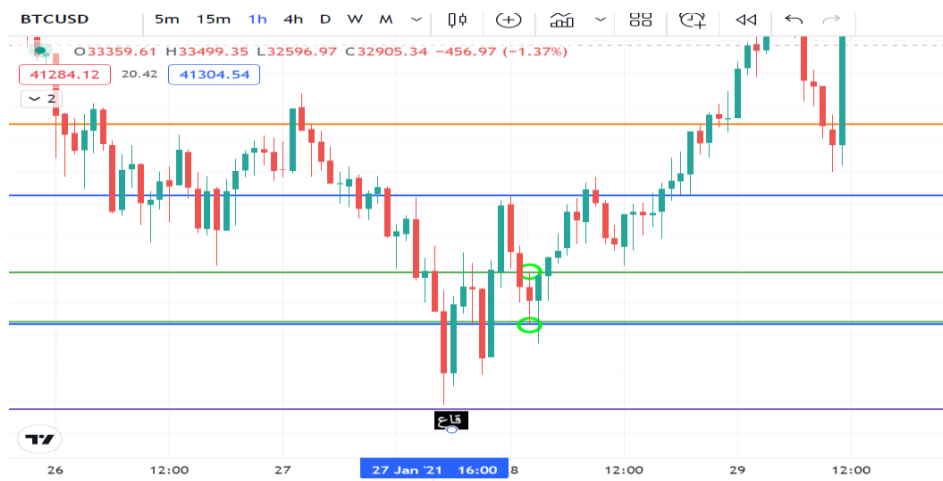 BTCUSD 5m 15m 1h 4h D W M
O33359.61 H33499.35 L32596.97 C32905.34 −456.97 (−1.37%)
41284.12 20.42 41304.54
2
قاع
26 12:00 27 27 Jan '21 16:00 8 12:00 29 12:00